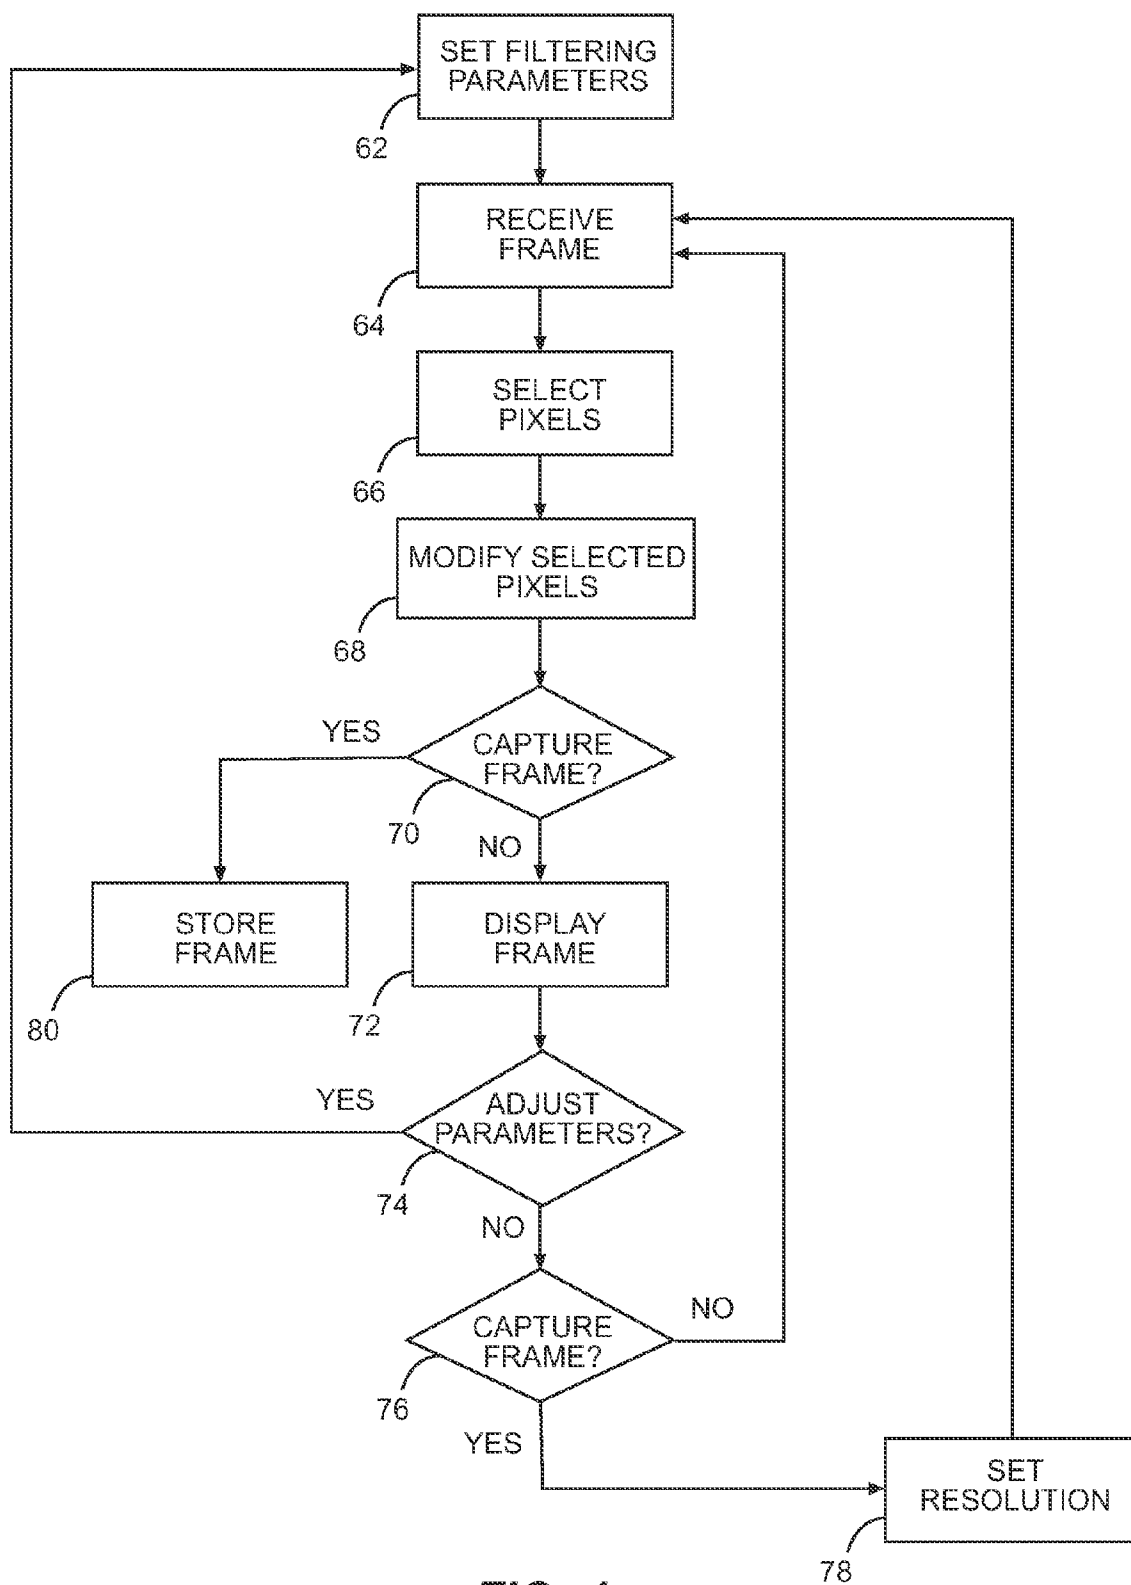 SET FILTERING
PARAMETERS
62
RECEIVE
FRAME
64
SELECT
PIXELS
66
MODIFY SELECTED
PIXELS
68
YES
CAPTURE
FRAME?
70
NO
STORE
FRAME
80
DISPLAY
FRAME
72
YES
ADJUST
PARAMETERS?
74
NO
CAPTURE
FRAME?
NO
76
YES
SET
RESOLUTION
78